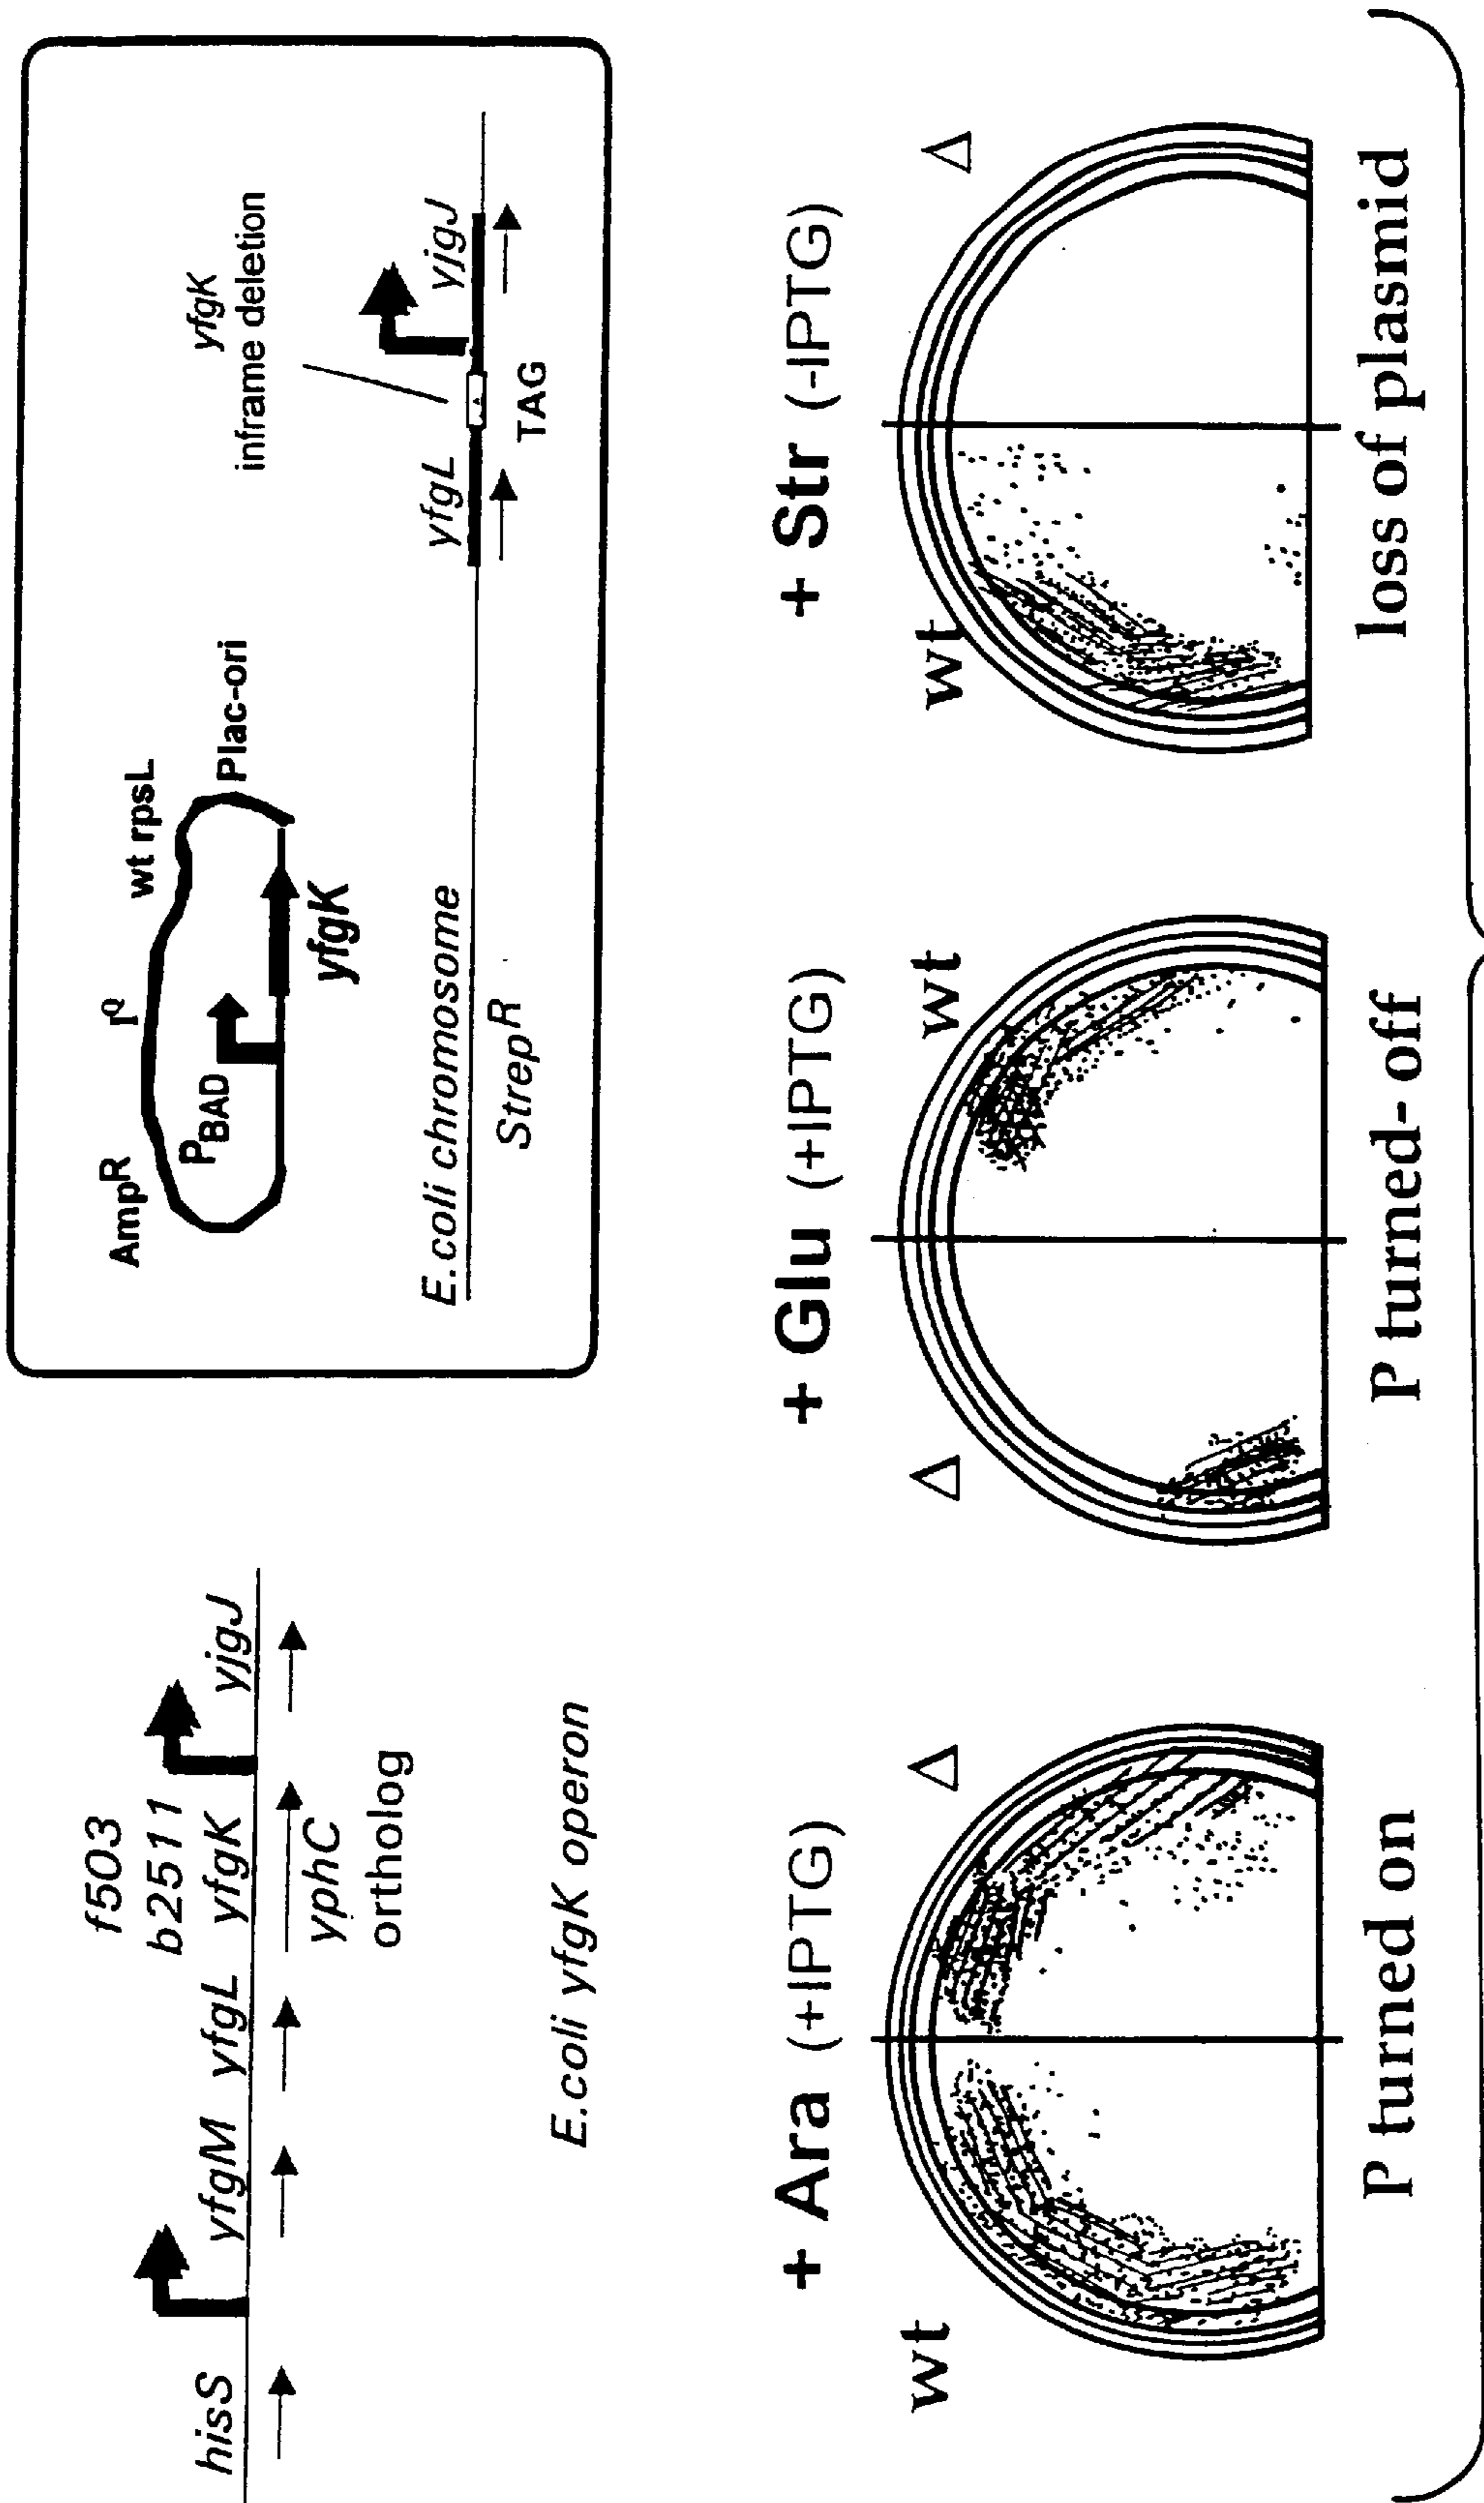 hisS yfgM yfgL yfgK yjgJ
f503
b2511
yphC
ortholog
E.coli yfgK operon
AmpR
IQ
wt rpsL
Plac-ori
PBAD
yfgK
E.coli chromosome
StrepR
yfgK
inframe deletion
yfgL
yjgJ
TAG
+ Ara (+IPTG)
wt
Δ
P turned on
+ Glu (+IPTG)
Δ
wt
P turned-off
+ Str (-IPTG)
wt
Δ
loss of plasmid